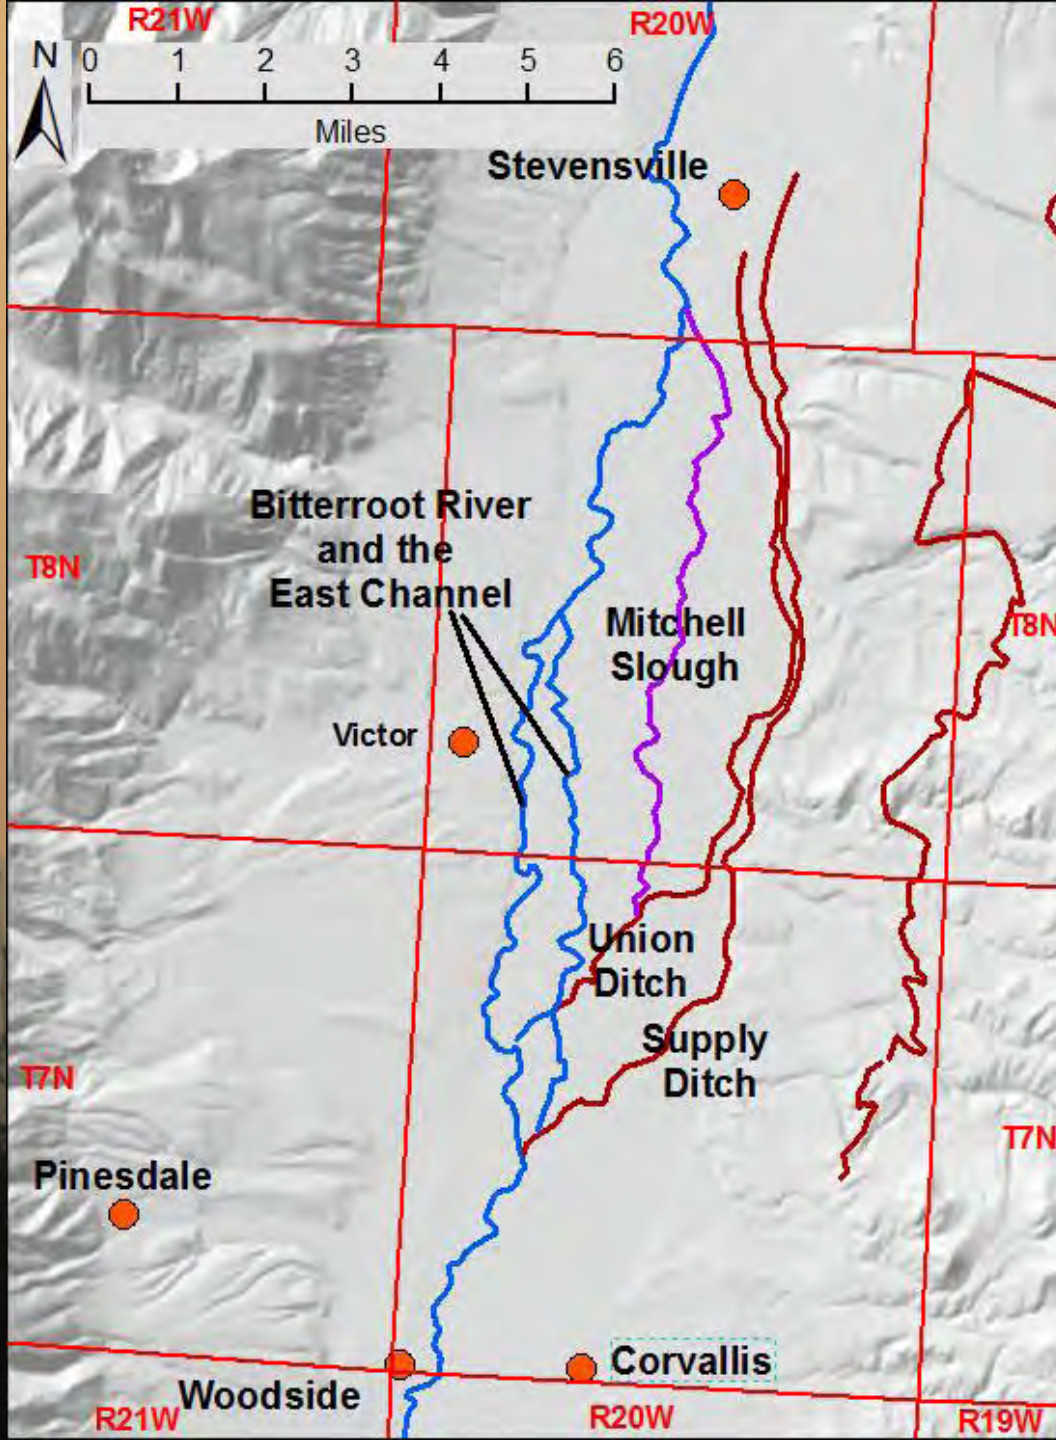 R21W
R20W
N
0 1 2 3 4 5 6
Miles
Stevensville
Bitterroot River
and the
East Channel
T8N
Mitchell
Slough
T8N
Victor
Union
Ditch
Supply
Ditch
T7N
T7N
Pinesdale
Corvallis
Woodside
R21W
R20W
R19W